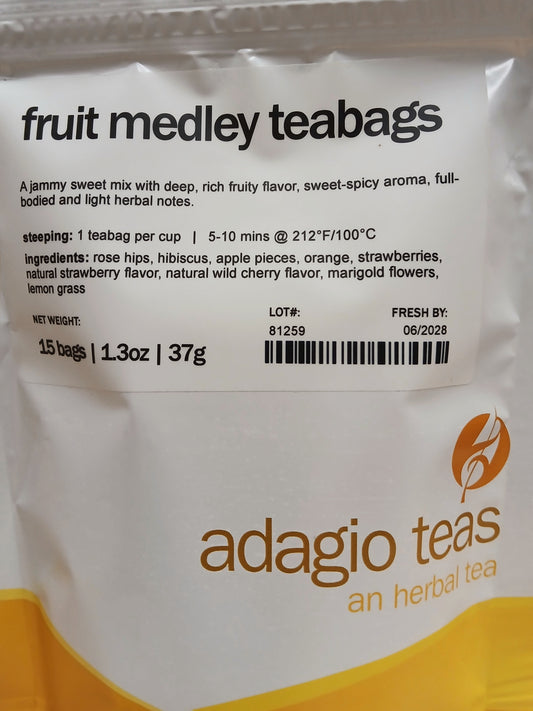 fruit medley teabags
A jammy sweet mix with deep, rich fruity flavor, sweet-spicy aroma, full-
bodied and light herbal notes.
steeping: 1 teabag per cup | 5-10 mins @ 212°F/100°C
ingredients: rose hips, hibiscus, apple pieces, orange, strawberries,
natural strawberry flavor, natural wild cherry flavor, marigold flowers,
lemon grass
NET WEIGHT:
15 bags | 1.3oz | 37g
LOT#:
81259
FRESH BY:
06/2028
adagio teas
an herbal tea